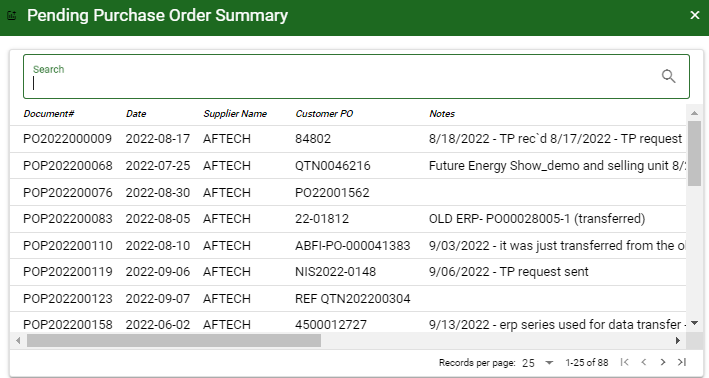 Pending Purchase Order Summary
Search
Document# Date Supplier Name Customer PO Notes
PO2022000009 2022-08-17 AFTECH 84802 8/18/2022 - TP rec`d 8/17/2022 - TP request
POP202200068 2022-07-25 AFTECH QTN0046216 Future Energy Show_demo and selling unit 8/2
POP202200076 2022-08-30 AFTECH PO22001562
POP202200083 2022-08-05 AFTECH 22-01812 OLD ERP- PO00028005-1 (transferred)
POP202200110 2022-08-10 AFTECH ABFI-PO-000041383 9/03/2022 - it was just transferred from the ol
POP202200119 2022-09-06 AFTECH NIS2022-0148 9/06/2022 - TP request sent
POP202200123 2022-09-07 AFTECH REF QTN202200304
POP202200158 2022-06-02 AFTECH 4500012727 9/13/2022 - erp series used for data transfer -
Records per page: 25 1-25 of 88